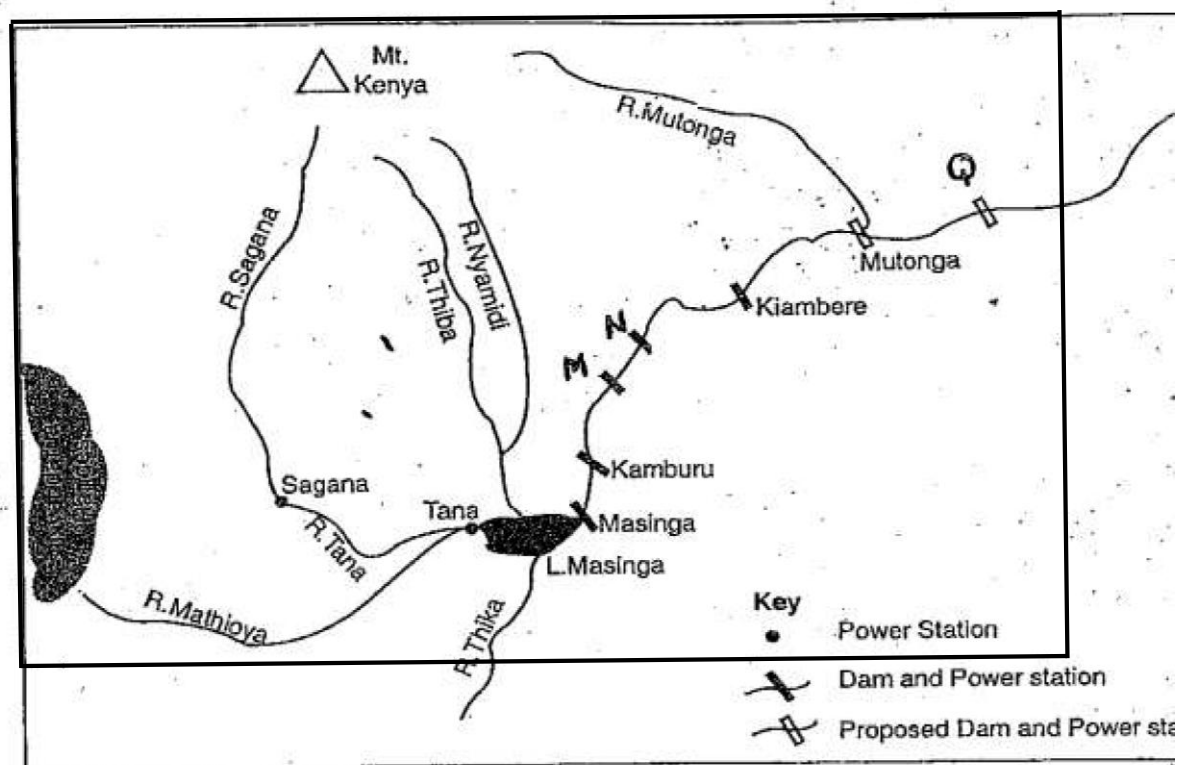 Mt.
Kenya
R.Mutonga
Q
R.Sagana
R.Thiba
R.Nyamidi
Mutonga
Kiambere
N
M
Kamburu
Sagana
Tana
Masinga
R.Tana
L.Masinga
R.Mathioya
R.Thika
Key
Power Station
Dam and Power station
Proposed Dam and Power sta